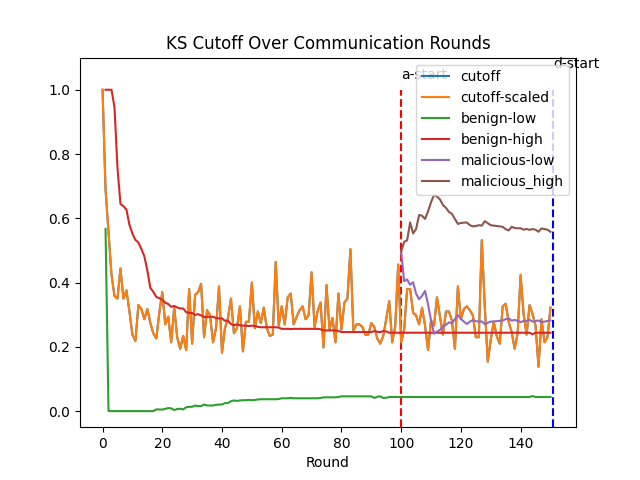 KS Cutoff Over Communication Rounds
d-start
a-start
cutoff
cutoff-scaled
benign-low
benign-high
malicious-low
malicious_high
1.0
0.8
0.6
0.4
0.2
0.0
0 20 40 60 80 100 120 140
Round